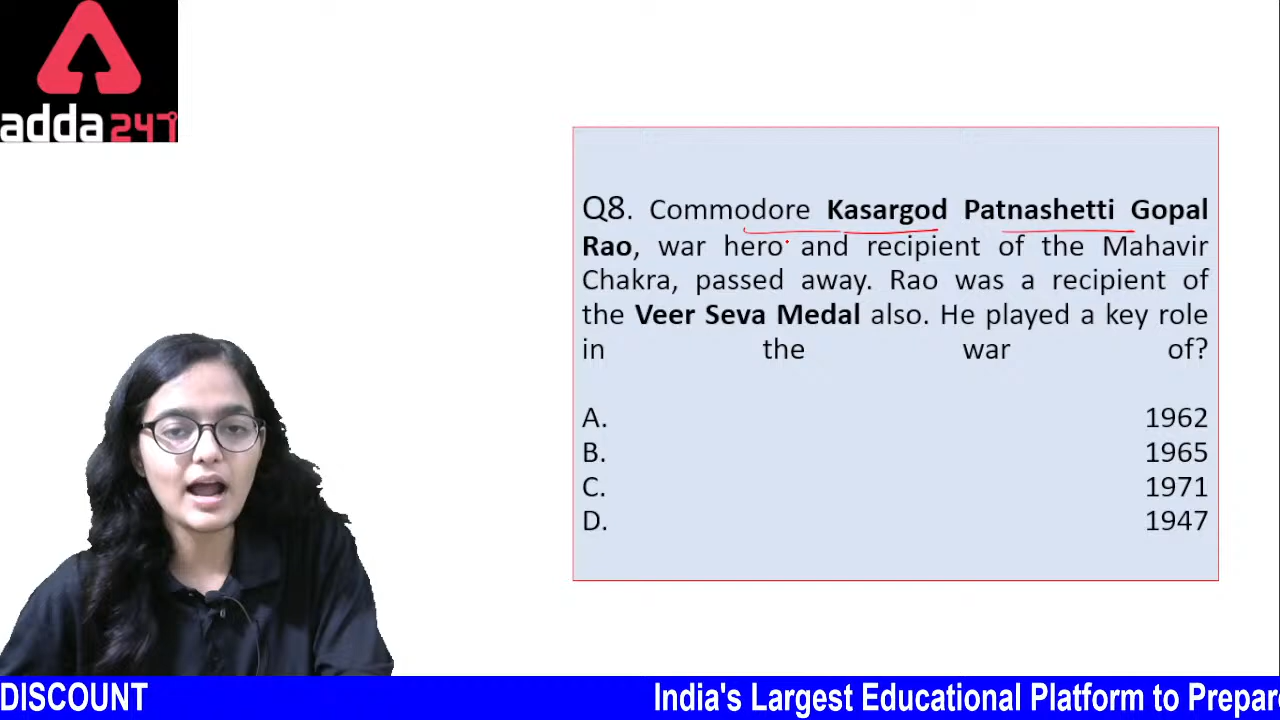 adda247
Q8. Commodore Kasargod Patnashetti Gopal
Rao, war hero and recipient of the Mahavir
Chakra, passed away. Rao was a recipient of
the Veer Seva Medal also. He played a key role
in the war of?
A. 1962
B. 1965
C. 1971
D. 1947
DISCOUNT India's Largest Educational Platform to Prepar